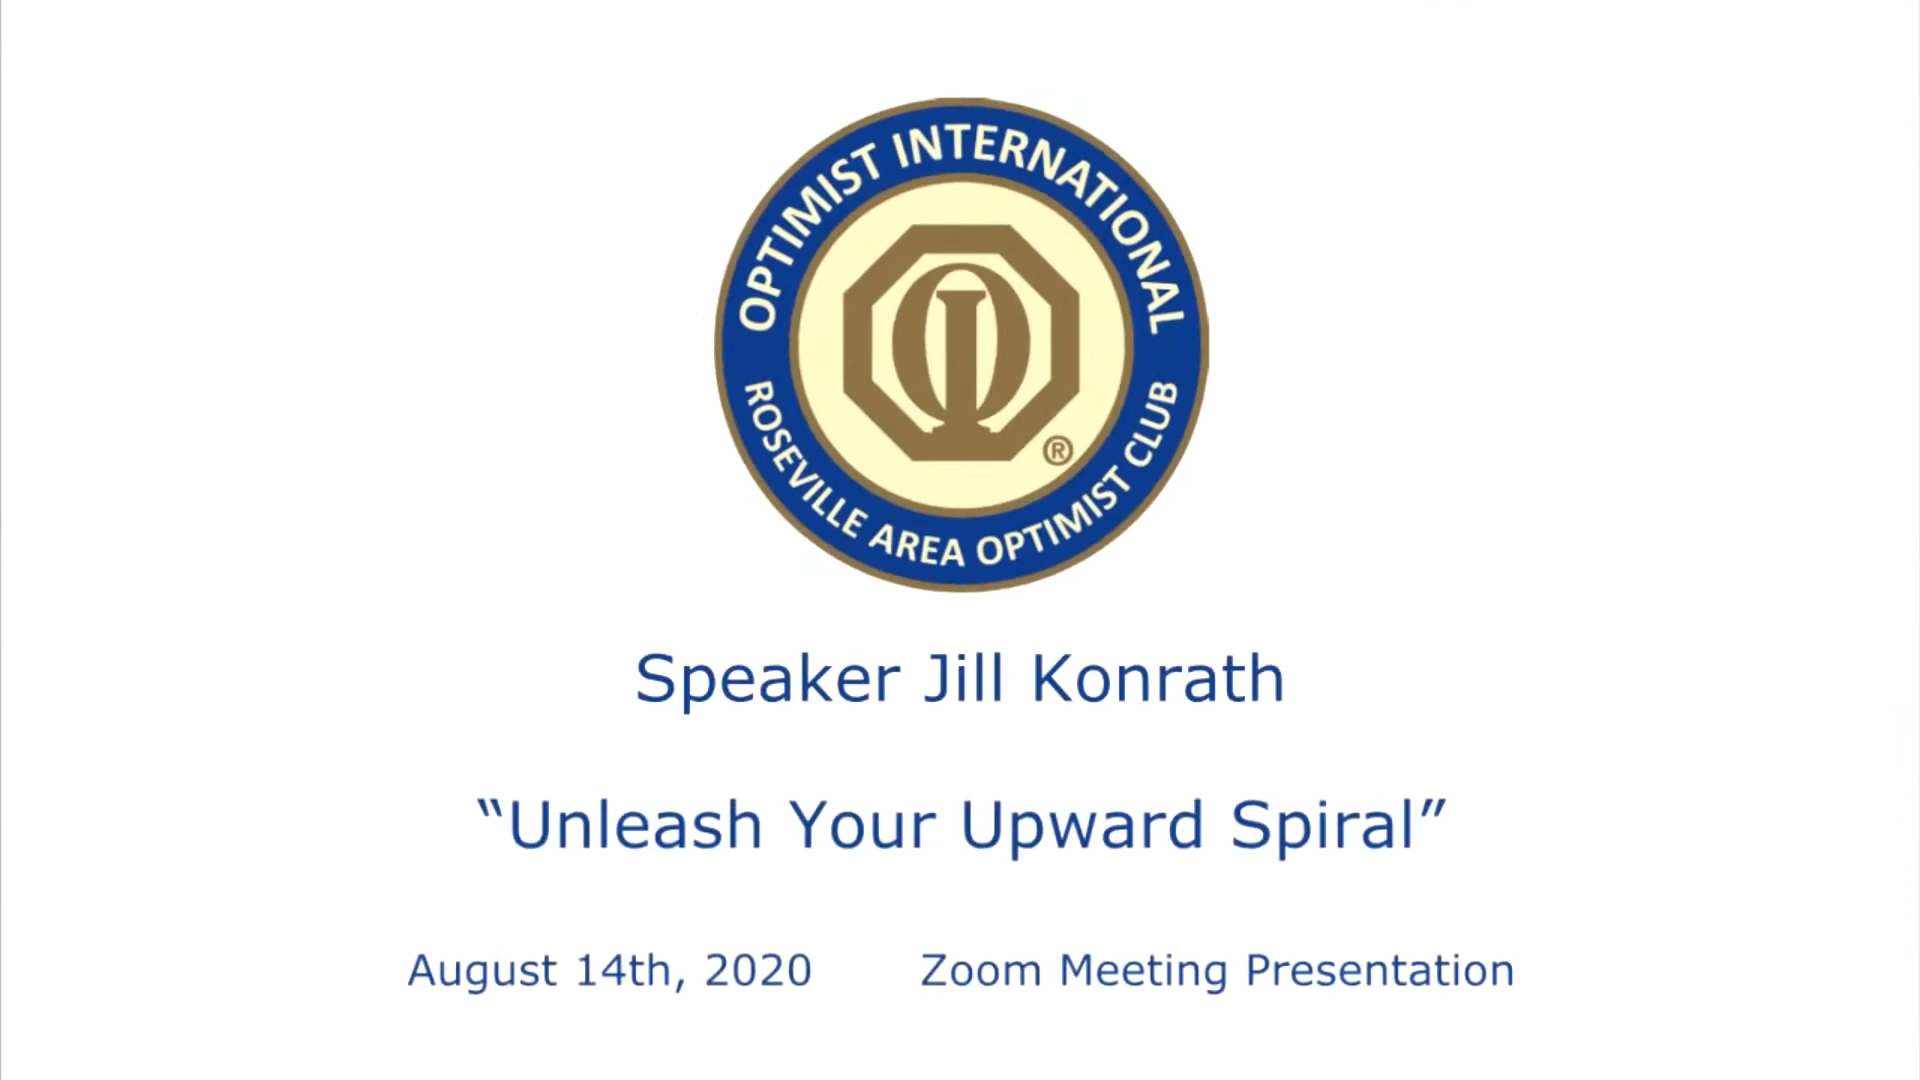 OPTIMIST INTERNATIONAL
OI
®
ROSEVILLE AREA OPTIMIST CLUB
Speaker Jill Konrath
“Unleash Your Upward Spiral”
August 14th, 2020 Zoom Meeting Presentation